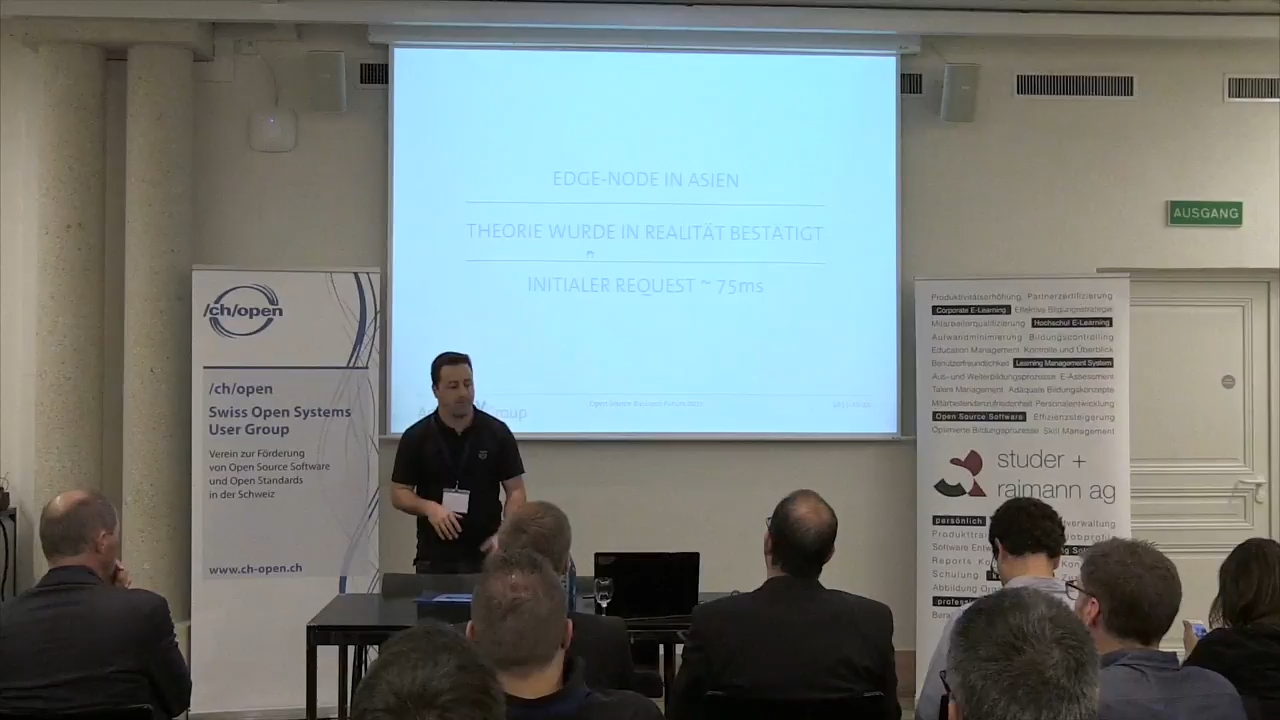 EDGE-NODE IN ASIEN
THEORIE WURDE IN REALITÄT BESTÄTIGT
INITIALER REQUEST ~ 75ms
AUSGANG
/ch/open
/ch/open
Swiss Open Systems
User Group
Verein zur Förderung
von Open Source Software
und Open Standards
in der Schweiz
www.ch-open.ch
Produktivitätserhöhung Partnerzertifizierung
Corporate E-Learning Effektive Bildungsstrategie
Mitarbeiterqualifizierung Hochschul E-Learning
Aufwandminimierung Bildungscontrolling
Education Management Kontrolle und Überblick
Benutzerfreundlichkeit Learning Management System
Aus- und Weiterbildungsprozesse E-Assessment
Talent Management Adäquate Bildungskonzepte
Mitarbeitendenzufriedenheit Personalentwicklung
Open Source Software Effizienzsteigerung
Optimierte Bildungsprozesse Skill Management
studer +
raimann ag
persönlich
Software
Reports
Schulung
Abbildung